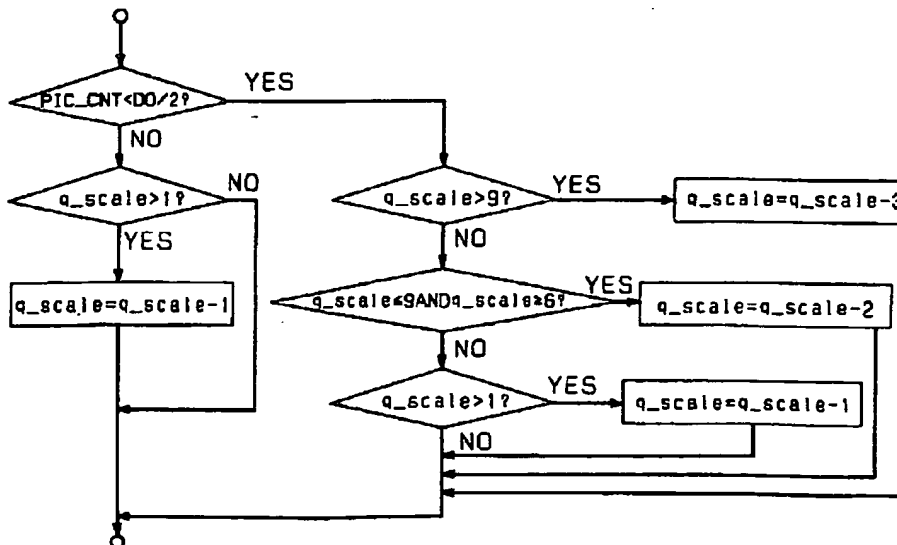 PIC_CNT<DO/2?
YES
NO
q_scale>1?
NO
YES
q_scale=q_scale-1
q_scale>9?
YES
q_scale=q_scale-3
NO
q_scale≤9ANDq_scale≥6?
YES
q_scale=q_scale-2
NO
q_scale>1?
YES
q_scale=q_scale-1
NO